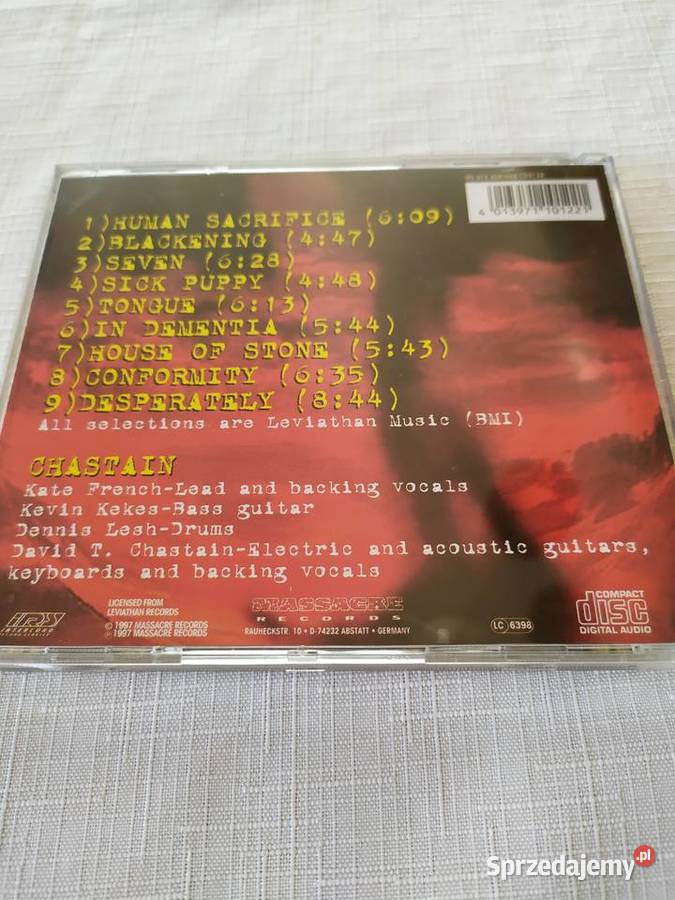 4 013971 101221
1)HUMAN SACRIFICE (6:09)
2)BLACKENING (4:47)
3)SEVEN (6:28)
4)SICK PUPPY (4:48)
5)TONGUE (6:13)
6)IN DEMENTIA (5:44)
7)HOUSE OF STONE (5:43)
8)CONFORMITY (6:35)
9)DESPERATELY (8:44)
All selections are Leviathan Music (BMI)
CHASTAIN
Kate French-Lead and backing vocals
Kevin Kekes-Bass guitar
Dennis Lesh-Drums
David T. Chastain-Electric and acoustic guitars,
keyboards and backing vocals
IRS
INTERCORD
LICENSED FROM
LEVIATHAN RECORDS
© 1997 MASSACRE RECORDS
℗ 1997 MASSACRE RECORDS
MASSACRE
RECORDS
RAUHECKSTR. 10 • D-74232 ABSTATT • GERMANY
LC 6398
COMPACT
disc
DIGITAL AUDIO
Sprzedajemy.pl